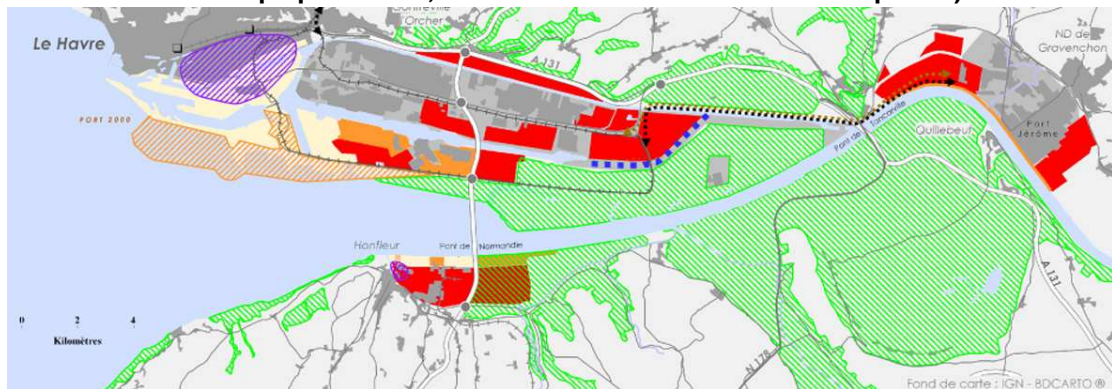 Gonfreville
l'Orcher
Le Havre
A 131
ND de
Gravenchon
PORT 2000
Pont de Tancarville
Quillebeuf
Port
Jérôme
Honfleur
Pont de Normandie
A 131
N 178
0 2 4
Kilomètres
Fond de carte : IGN - BDCARTO ®